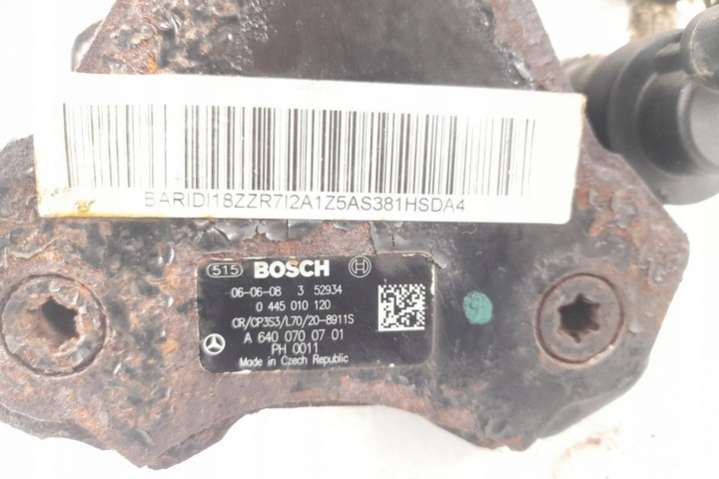 BARIDI18ZZR7I2A1Z5AS381HSDA4
515 BOSCH
06-06-08 3 52934
0 445 010 120
CR/CP3S3/L70/20-8911S
A 640 070 07 01
PH 0011
Made in Czech Republic